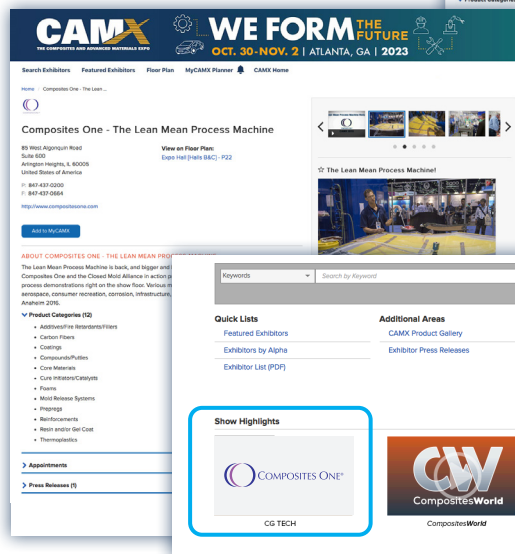 Product Categories
CAMX
THE COMPOSITES AND ADVANCED MATERIALS EXPO
WE FORM THE FUTURE
OCT. 30-NOV. 2 | ATLANTA, GA | 2023
Search Exhibitors Featured Exhibitors Floor Plan MyCAMX Planner CAMX Home
Home Composites One - The Lean ...
Composites One - The Lean Mean Process Machine
85 West Algonquin Road
Suite 600
Arlington Heights, IL 60005
United States of America
View on Floor Plan:
Expo Hall [Halls B&C] - P22
P: 847-437-0200
F: 847-437-0664
http://www.compositesone.com
Add to MyCAMX
The Lean Mean Process Machine!
ABOUT COMPOSITES ONE - THE LEAN MEAN PROCESS MACHINE
The Lean Mean Process Machine is back, and bigger and
Composites One and the Closed Mold Alliance in action p
process demonstrations right on the show floor. Various m
aerospace, consumer recreation, corrosion, infrastructure,
Anaheim 2016.
Product Categories (12)
• Additives/Fire Retardants/Fillers
• Carbon Fibers
• Coatings
• Compounds/Putties
• Core Materials
• Cure Initiators/Catalysts
• Foams
• Mold Release Systems
• Prepregs
• Reinforcements
• Resin and/or Gel Coat
• Thermoplastics
Appointments
Press Releases (1)
Keywords Search by Keyword
Quick Lists
Featured Exhibitors
Exhibitors by Alpha
Exhibitor List (PDF)
Additional Areas
CAMX Product Gallery
Exhibitor Press Releases
Show Highlights
COMPOSITES ONE®
CG TECH
CW
CompositesWorld
CompositesWorld